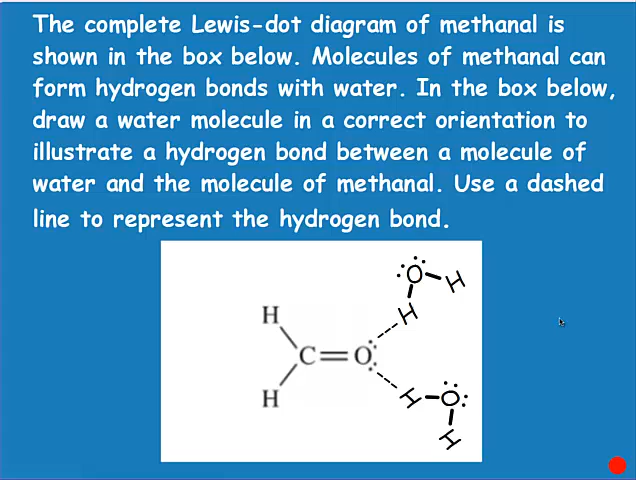 The complete Lewis-dot diagram of methanal is
shown in the box below. Molecules of methanal can
form hydrogen bonds with water. In the box below,
draw a water molecule in a correct orientation to
illustrate a hydrogen bond between a molecule of
water and the molecule of methanal. Use a dashed
line to represent the hydrogen bond.
O H
H H
C O
H H O
H